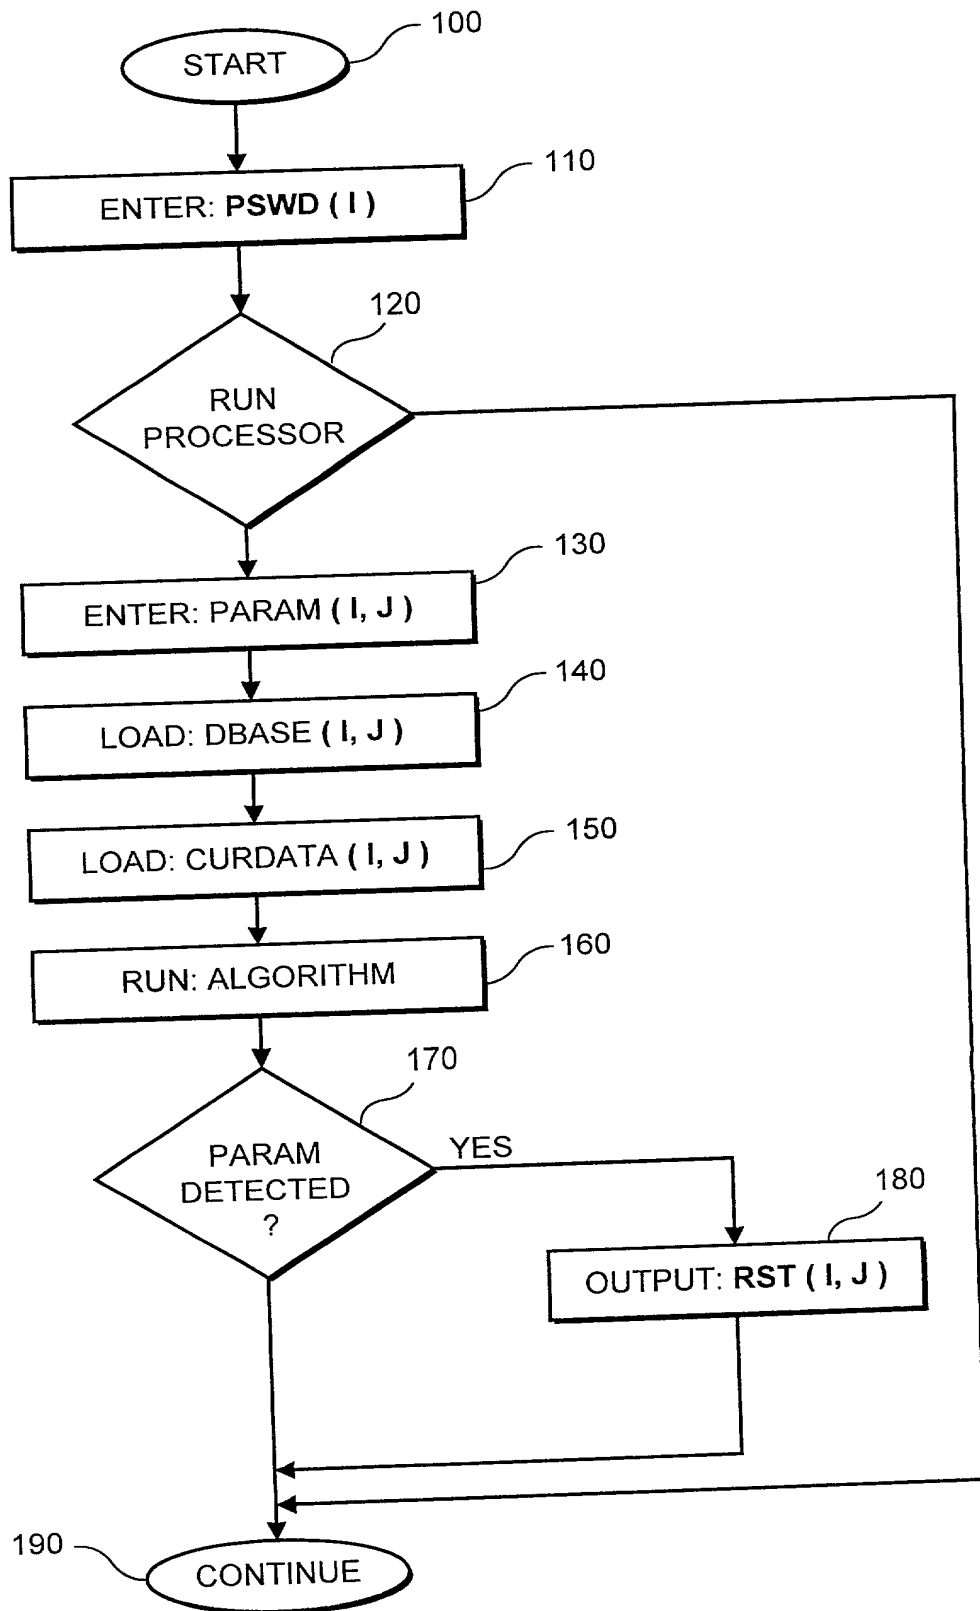 100
START
110
ENTER: PSWD ( I )
120
RUN
PROCESSOR
130
ENTER: PARAM ( I, J )
140
LOAD: DBASE ( I, J )
150
LOAD: CURDATA ( I, J )
160
RUN: ALGORITHM
170
PARAM
DETECTED
?
YES
180
OUTPUT: RST ( I, J )
190
CONTINUE